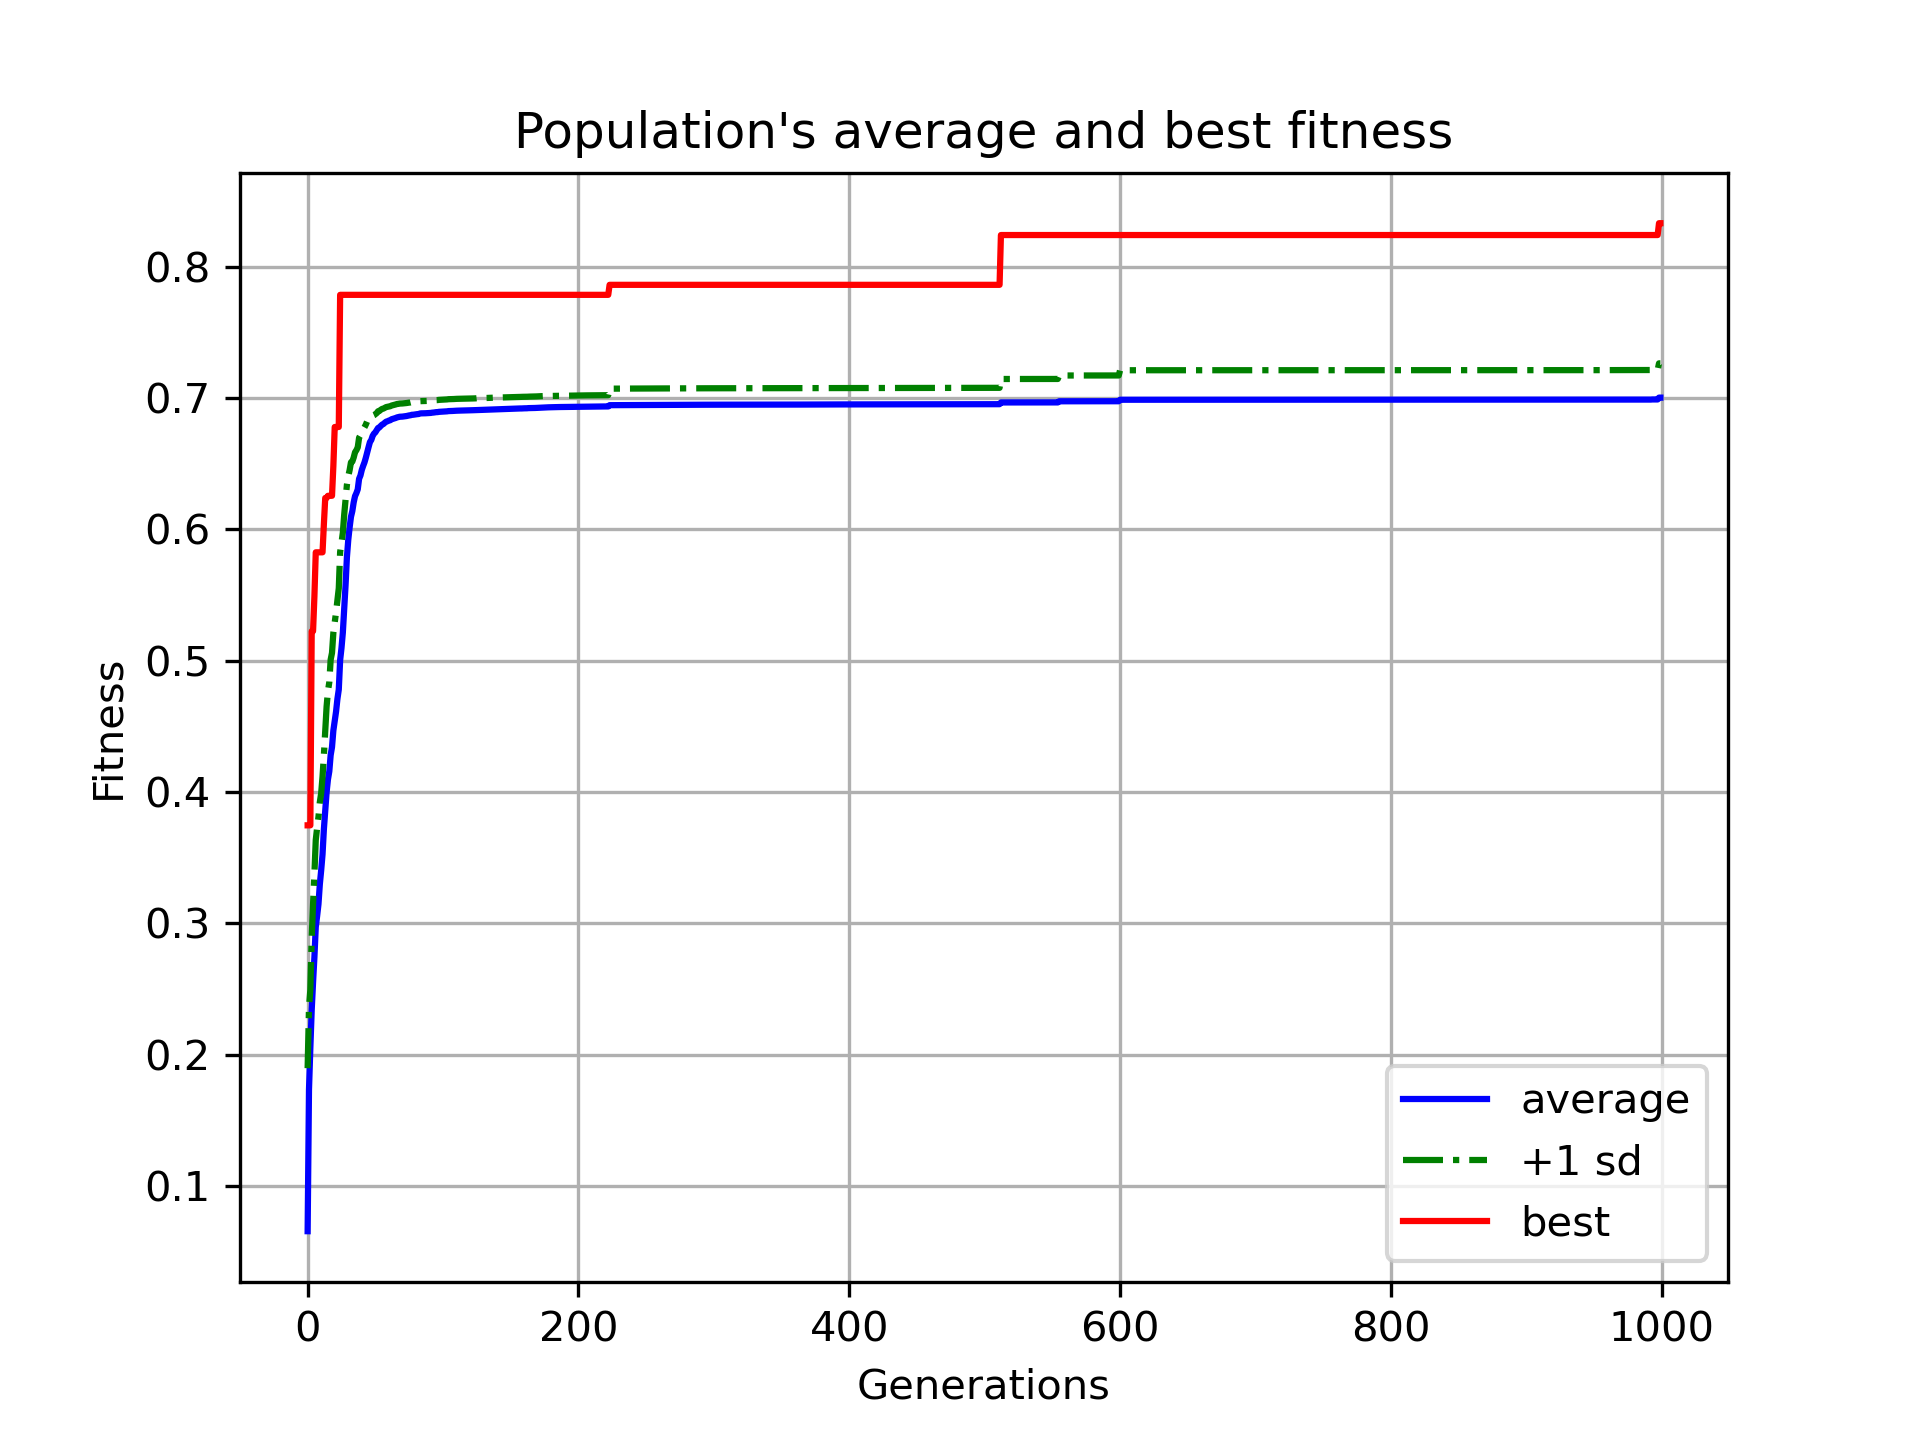 Population's average and best fitness
Fitness
0.8
0.7
0.6
0.5
0.4
0.3
0.2
0.1
average
+1 sd
best
0 200 400 600 800 1000
Generations